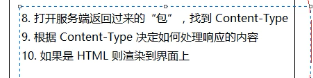 8. 打开服务端返回过来的“包”，找到 Content-Type
9. 根据 Content-Type 决定如何处理响应的内容
10. 如果是 HTML 则渲染到界面上